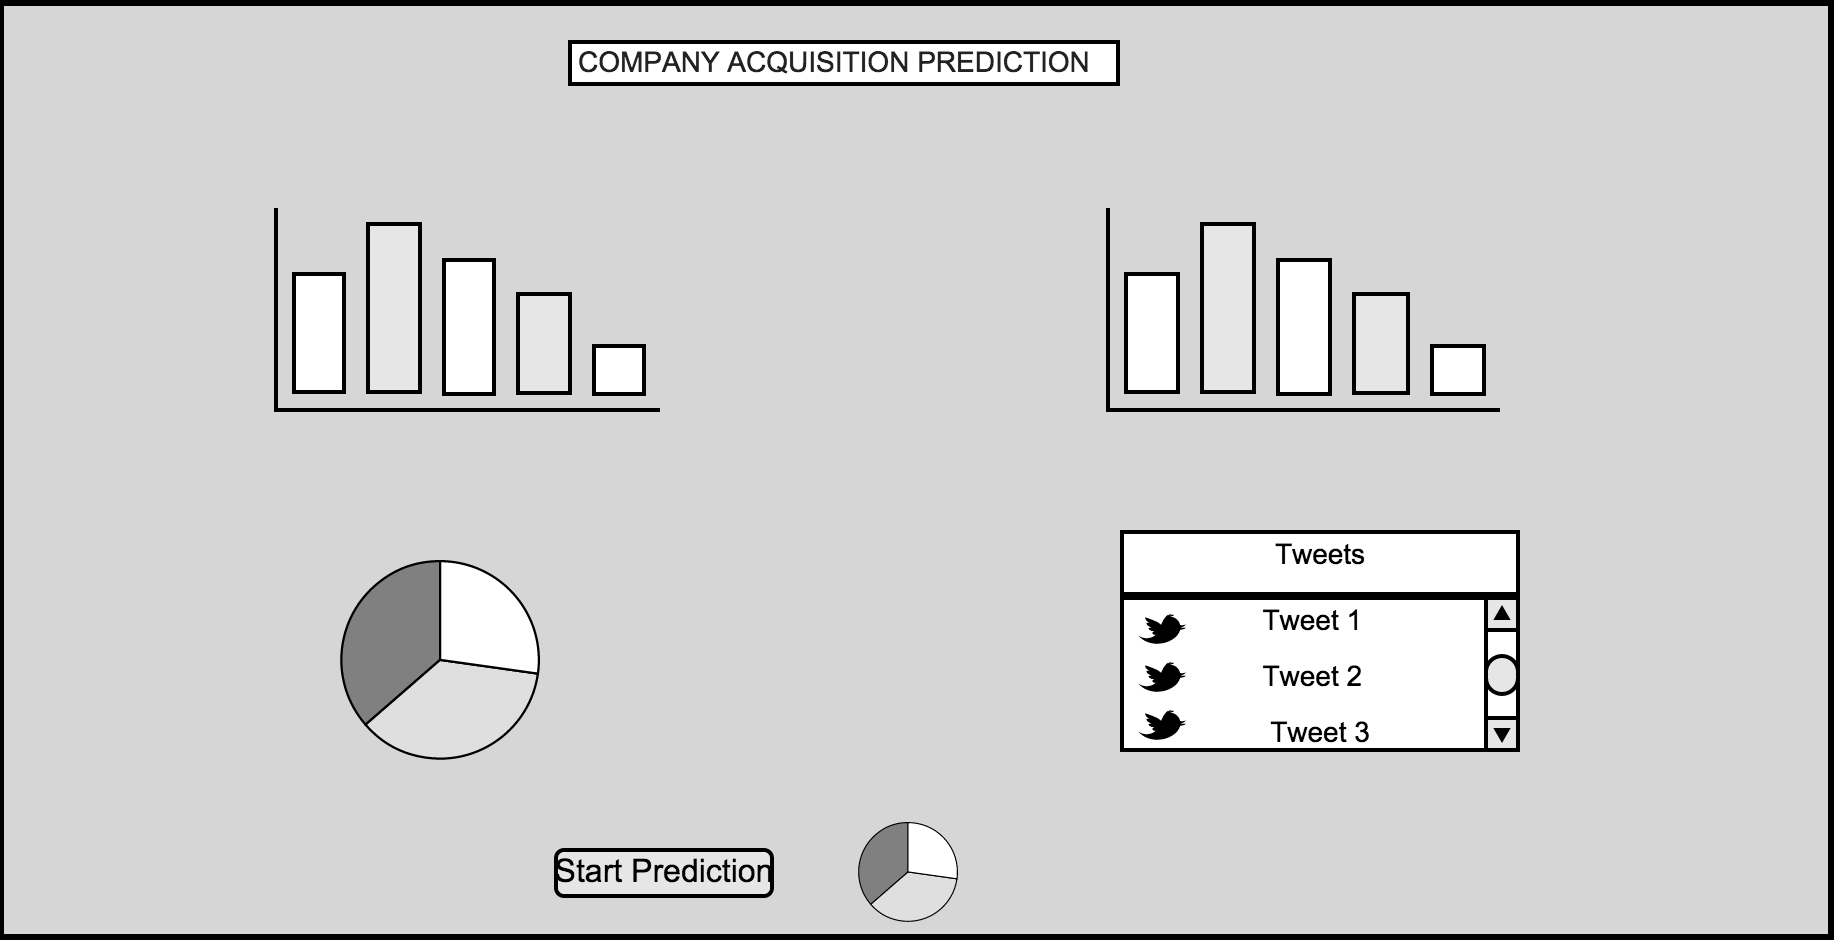 COMPANY ACQUISITION PREDICTION
Tweets
Tweet 1
Tweet 2
Tweet 3
Start Prediction